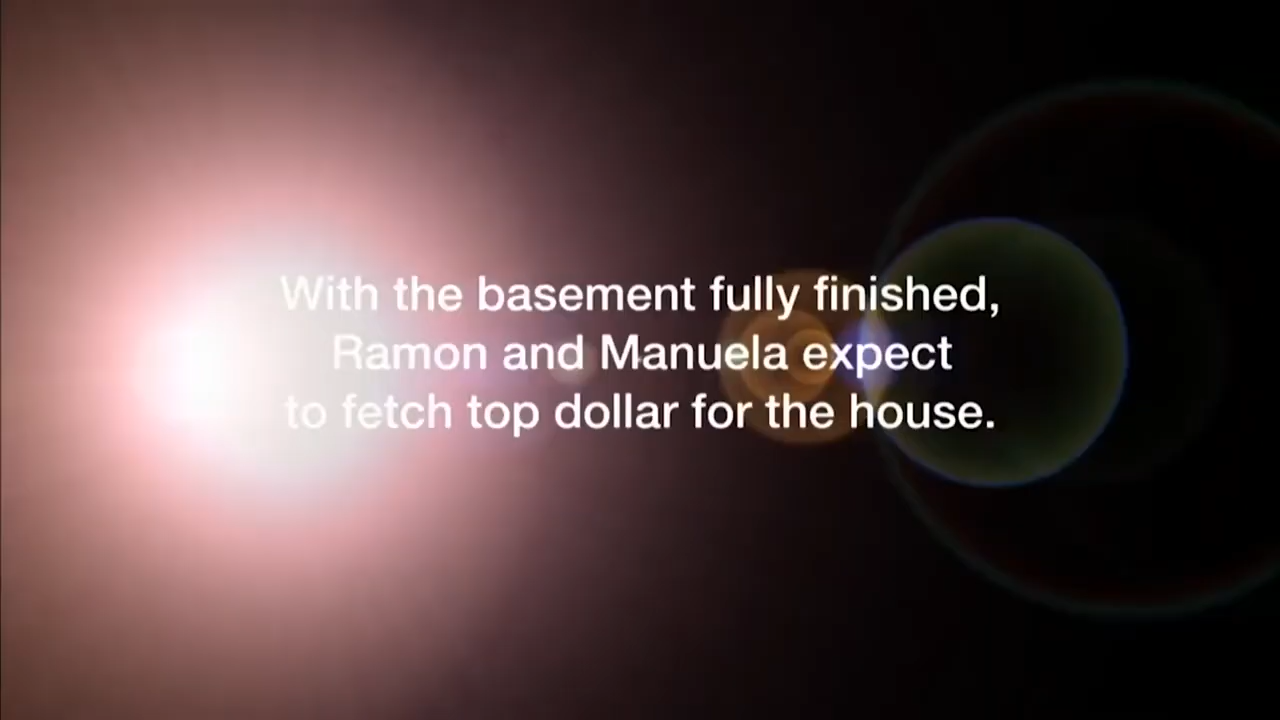 With the basement fully finished,
Ramon and Manuela expect
to fetch top dollar for the house.